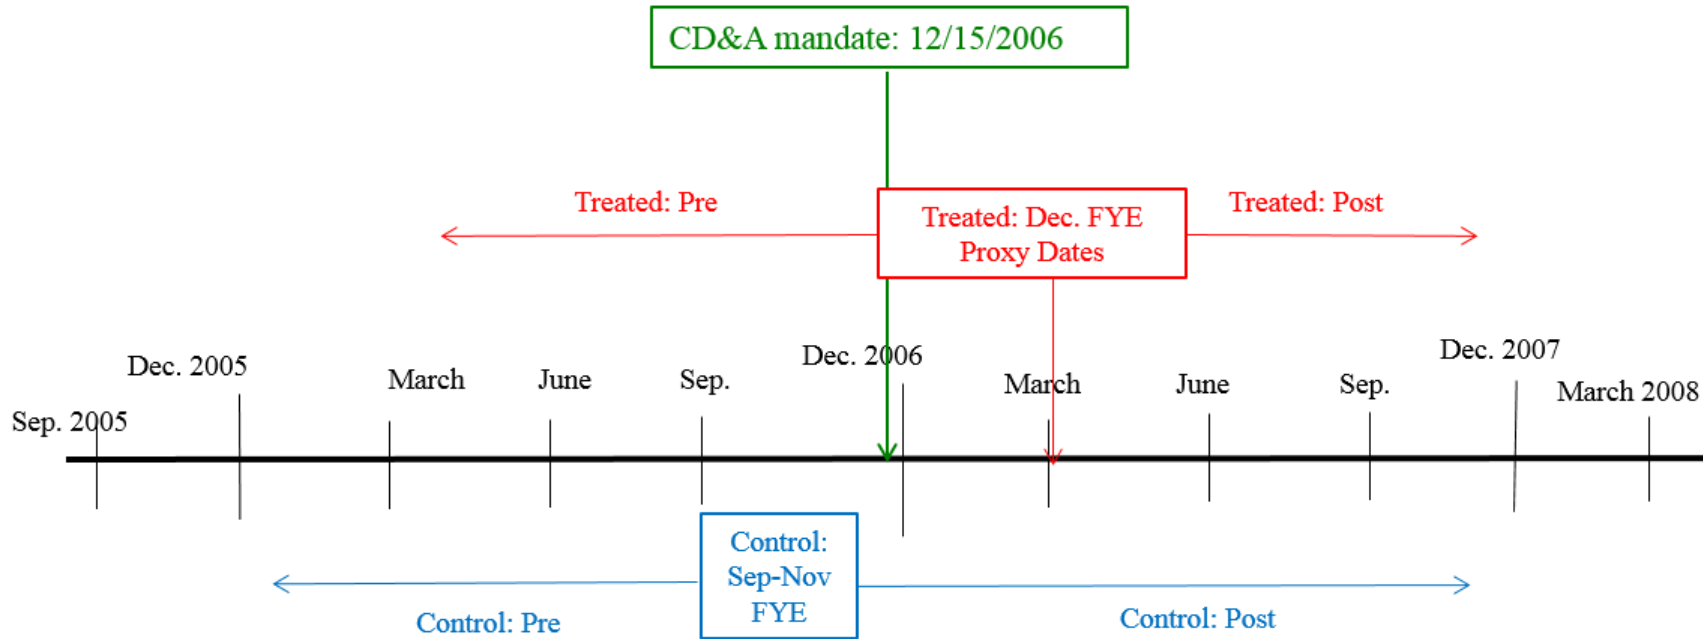 CD&A mandate: 12/15/2006
Treated: Pre
Treated: Dec. FYE
Proxy Dates
Treated: Post
Sep. 2005
Dec. 2005
March
June
Sep.
Dec. 2006
March
June
Sep.
Dec. 2007
March 2008
Control: Pre
Control:
Sep-Nov
FYE
Control: Post